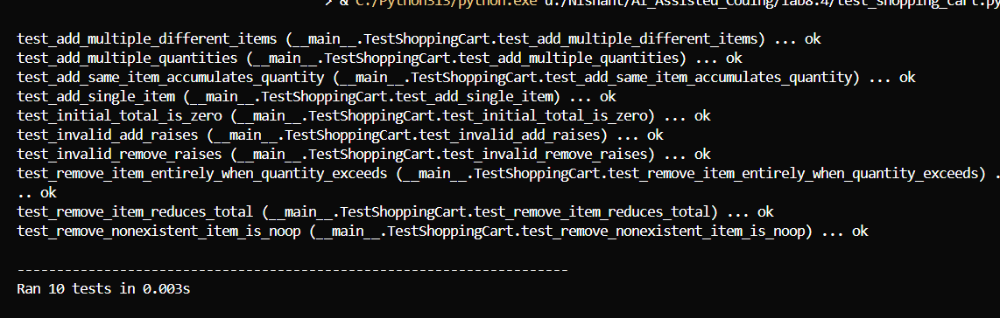 > & C:/Python313/python.exe u:/Nishant/AI_Assisted_Coding/lab8.4/test_shopping_cart.py
test_add_multiple_different_items (__main__.TestShoppingCart.test_add_multiple_different_items) ... ok
test_add_multiple_quantities (__main__.TestShoppingCart.test_add_multiple_quantities) ... ok
test_add_same_item_accumulates_quantity (__main__.TestShoppingCart.test_add_same_item_accumulates_quantity) ... ok
test_add_single_item (__main__.TestShoppingCart.test_add_single_item) ... ok
test_initial_total_is_zero (__main__.TestShoppingCart.test_initial_total_is_zero) ... ok
test_invalid_add_raises (__main__.TestShoppingCart.test_invalid_add_raises) ... ok
test_invalid_remove_raises (__main__.TestShoppingCart.test_invalid_remove_raises) ... ok
test_remove_item_entirely_when_quantity_exceeds (__main__.TestShoppingCart.test_remove_item_entirely_when_quantity_exceeds) .
.. ok
test_remove_item_reduces_total (__main__.TestShoppingCart.test_remove_item_reduces_total) ... ok
test_remove_nonexistent_item_is_noop (__main__.TestShoppingCart.test_remove_nonexistent_item_is_noop) ... ok
----------------------------------------------------------------------
Ran 10 tests in 0.003s